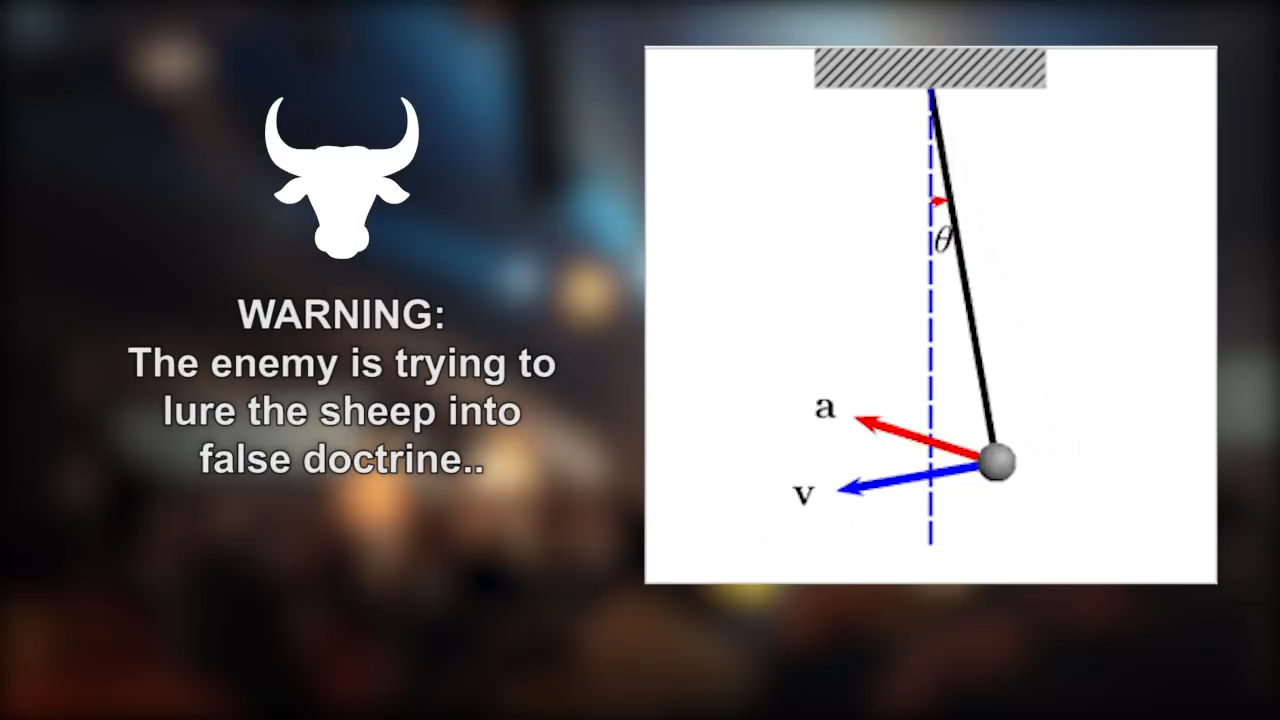 WARNING:
The enemy is trying to
lure the sheep into
false doctrine..
θ
a
v